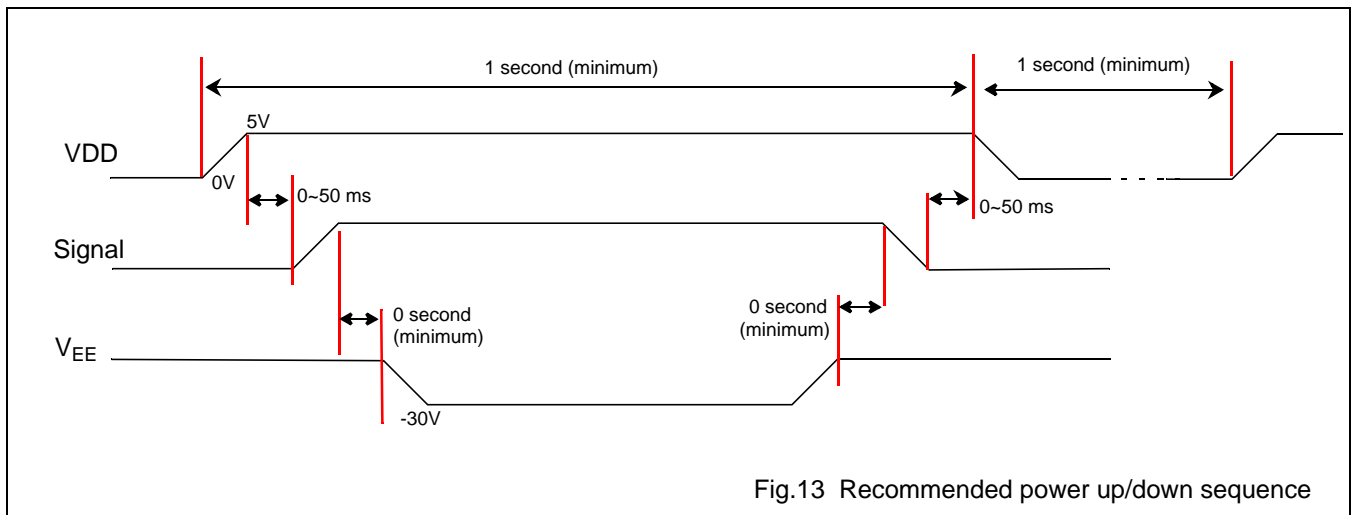 1 second (minimum)
1 second (minimum)
5V
VDD
0V
0~50 ms
0~50 ms
Signal
0 second
(minimum)
0 second
(minimum)
VEE
-30V
Fig.13 Recommended power up/down sequence